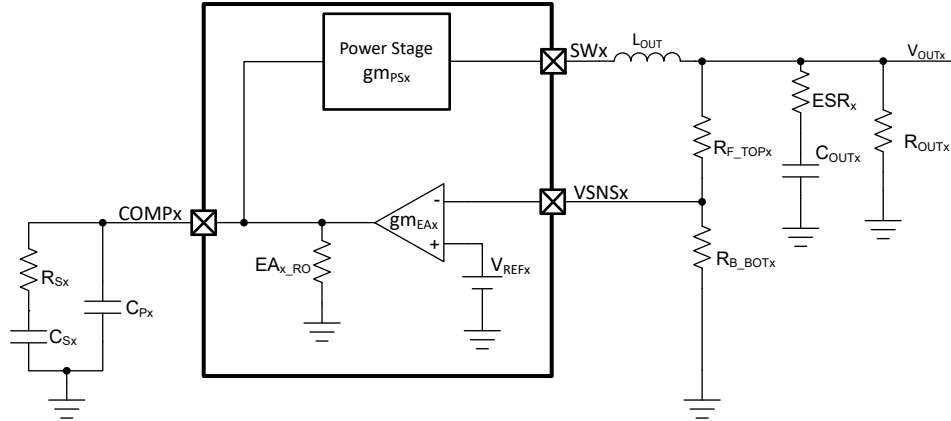 Power Stage
gmPSx
SWx
LOUT
VOUTx
ESRx
RF_TOPx
COUTx
ROUTx
COMPx
VSNSx
-
gmEAx
+
RSx
CPx
EAx_RO
VREFx
RB_BOTx
CSx